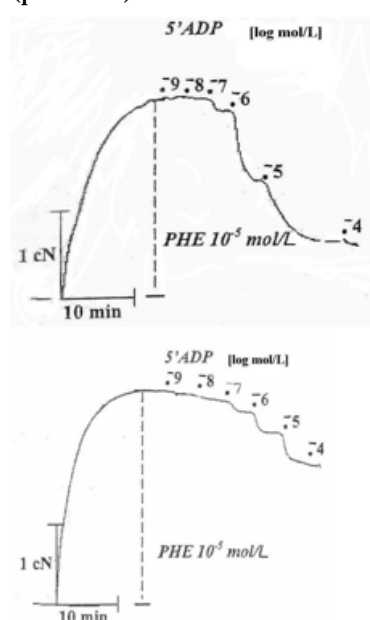 5'ADP [log mol/L]
-9 -8 -7 -6
-5
-4
1 cN
PHE 10⁻⁵ mol/L
10 min
5'ADP [log mol/L]
-9 -8 -7 -6
-5
-4
1 cN
PHE 10⁻⁵ mol/L
10 min